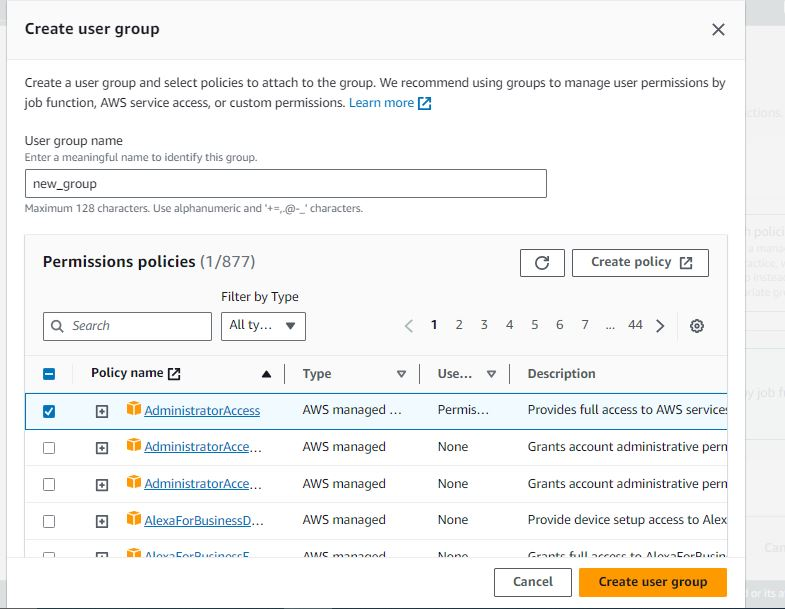 Create user group
Create a user group and select policies to attach to the group. We recommend using groups to manage user permissions by
job function, AWS service access, or custom permissions. Learn more
User group name
Enter a meaningful name to identify this group.
new_group
Maximum 128 characters. Use alphanumeric and '+=,.@-_' characters.
Permissions policies (1/877)
Create policy
Filter by Type
Search
All ty...
1 2 3 4 5 6 7 ... 44
Policy name Type Use... Description
AdministratorAccess AWS managed ... Permis... Provides full access to AWS services
AdministratorAcce... AWS managed None Grants account administrative perm
AdministratorAcce... AWS managed None Grants account administrative perm
AlexaForBusinessD... AWS managed None Provide device setup access to Alex
AlexaForBusinessF... AWS managed None Grants full access to AlexaForBusin
Cancel Create user group